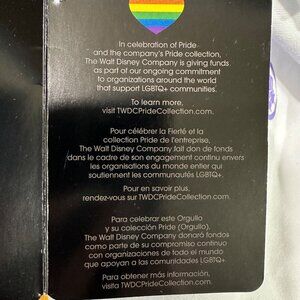 In celebration of Pride
and the company's Pride collection,
The Walt Disney Company is giving funds
as part of our ongoing commitment
to organizations around the world
that support LGBTQ+ communities.
To learn more,
visit TWDCPrideCollection.com.
Pour célébrer la Fierté et la
collection Pride de l'entreprise,
The Walt Disney Company fait don de fonds
dans le cadre de son engagement continu envers
les organisations du monde entier qui
soutiennent les communautés LGBTQ+.
Pour en savoir plus,
rendez-vous sur TWDCPrideCollection.com.
Para celebrar este Orgullo
y su colección Pride (Orgullo),
The Walt Disney Company donará fondos
como parte de su compromiso continuo
con organizaciones de todo el mundo
que apoyan a las comunidades LGBTQ+.
Para obtener más información,
visita TWDCPrideCollection.com.